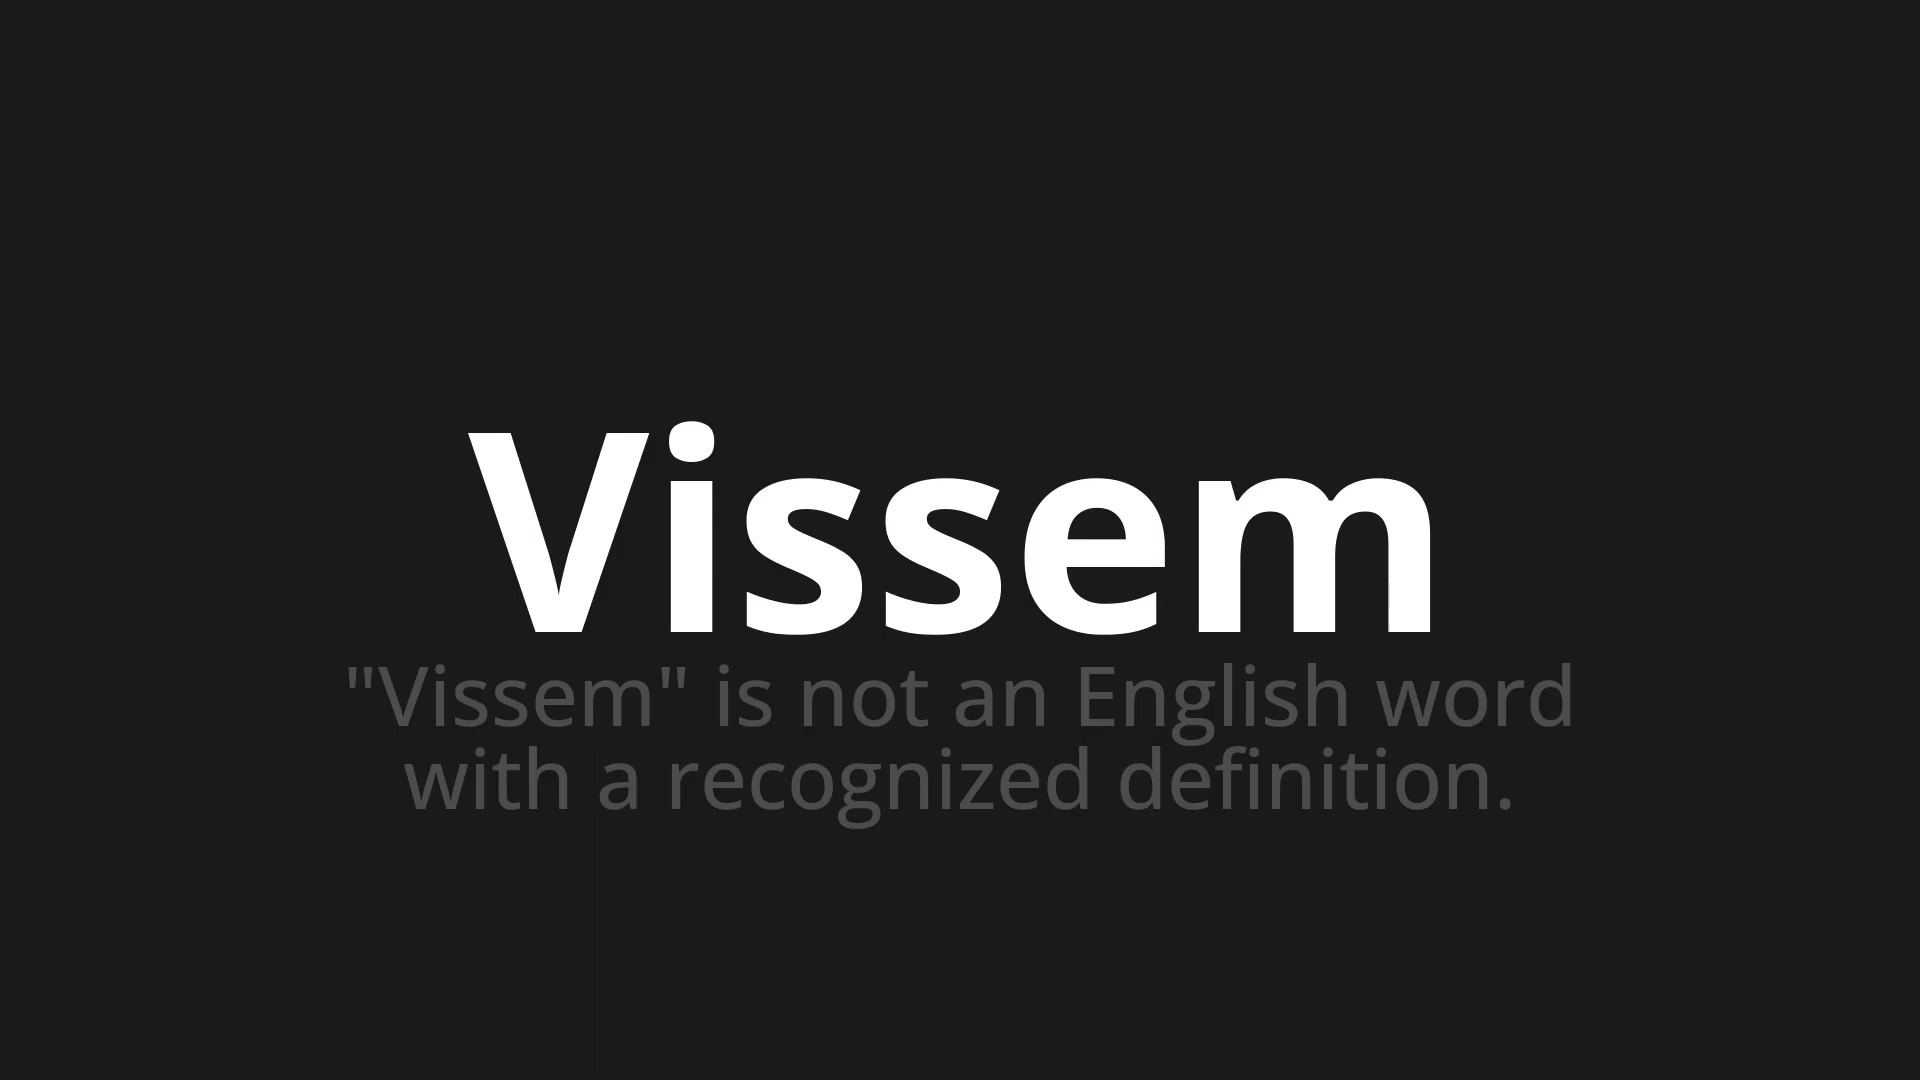 Vissem
"Vissem" is not an English word
with a recognized definition.